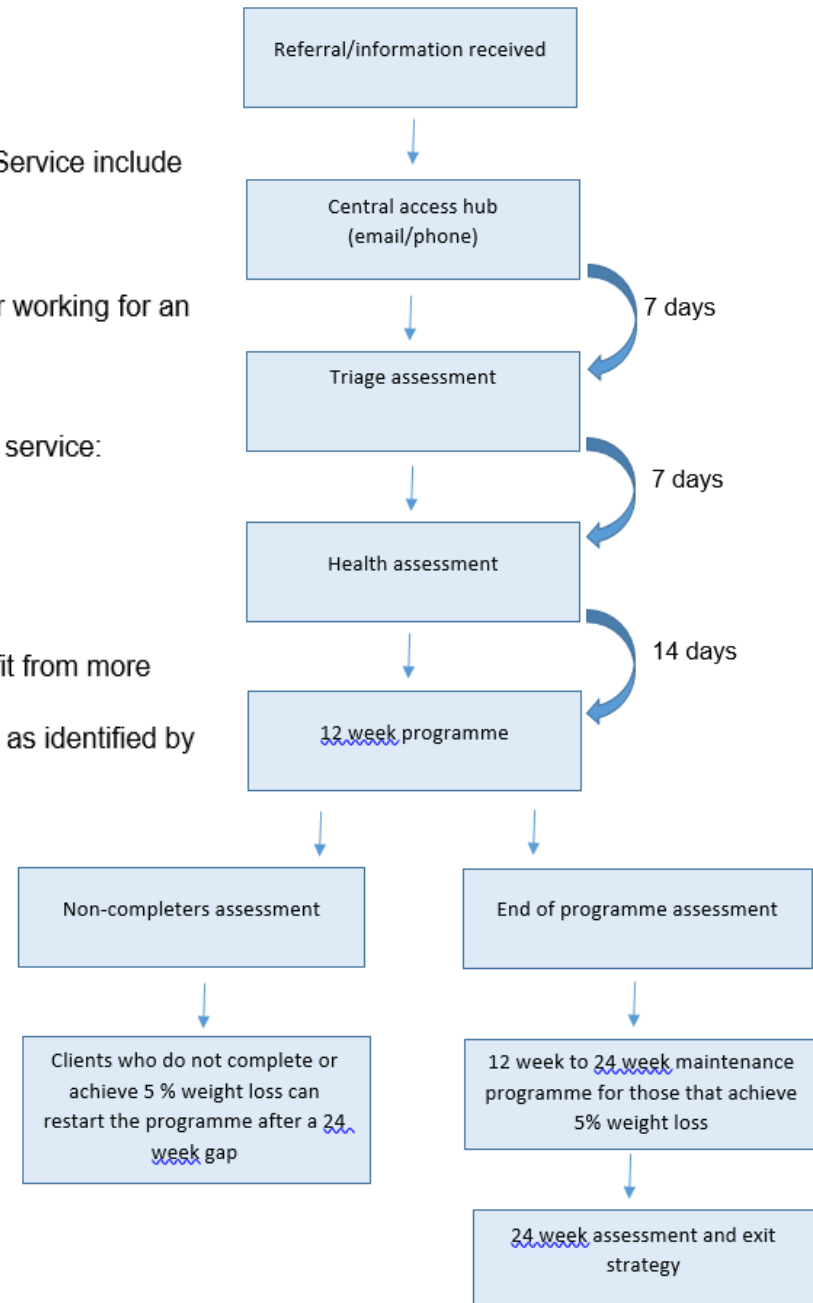 Referral/information received
Service include
Central access hub
(email/phone)
r working for an
7 days
Triage assessment
service:
7 days
Health assessment
fit from more
14 days
as identified by
12 week programme
Non-completers assessment
End of programme assessment
Clients who do not complete or
achieve 5 % weight loss can
restart the programme after a 24
week gap
12 week to 24 week maintenance
programme for those that achieve
5% weight loss
24 week assessment and exit
strategy